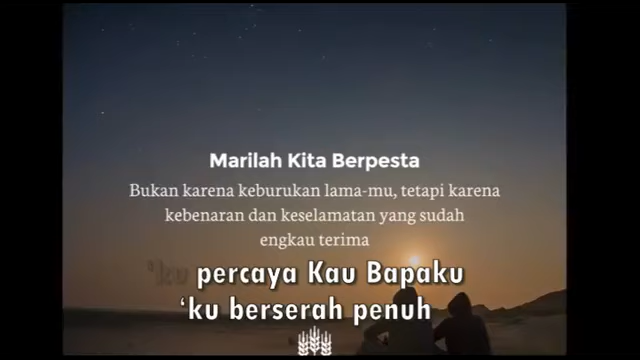 Marilah Kita Berpesta
Bukan karena keburukan lama-mu, tetapi karena
kebenaran dan keselamatan yang sudah
engkau terima
'ku percaya Kau Bapaku
'ku berserah penuh